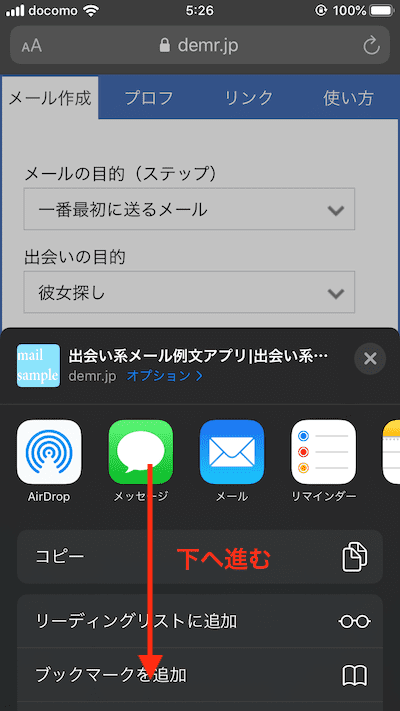 docomo 5:26 100%
AA demr.jp
メール作成 プロフ リンク 使い方
メールの目的（ステップ）
一番最初に送るメール
出会いの目的
彼女探し
mail
sample
出会い系メール例文アプリ|出会い系…
demr.jp オプション >
AirDrop メッセージ メール リマインダー
コピー
下へ進む
リーディングリストに追加
ブックマークを追加